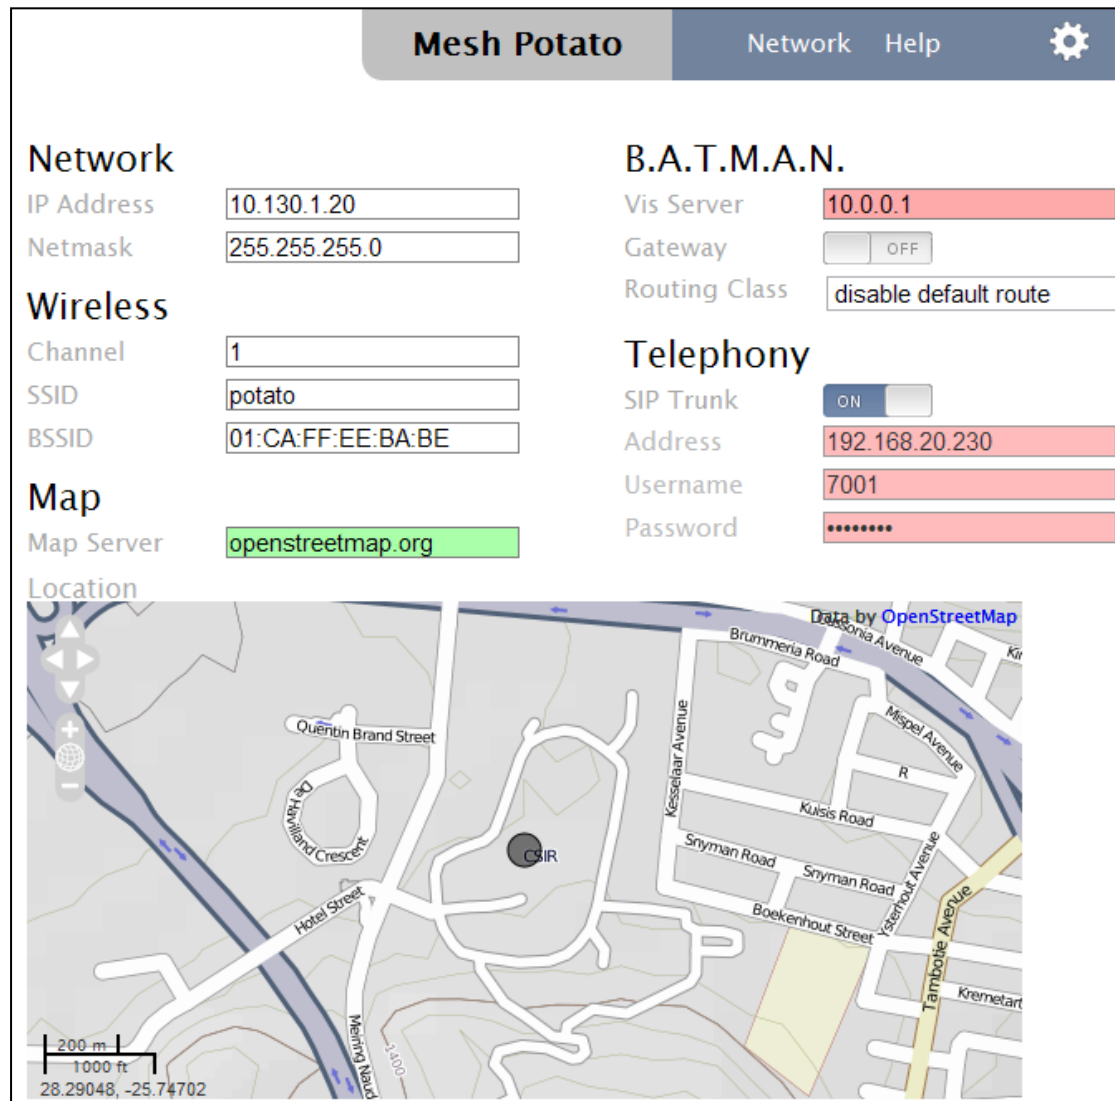 Mesh Potato
Network Help
Network
IP Address 10.130.1.20
Netmask 255.255.255.0
Wireless
Channel 1
SSID potato
BSSID 01:CA:FF:EE:BA:BE
Map
Map Server openstreetmap.org
Location
B.A.T.M.A.N.
Vis Server 10.0.0.1
Gateway OFF
Routing Class disable default route
Telephony
SIP Trunk ON
Address 192.168.20.230
Username 7001
Password ••••••••
Data by OpenStreetMap
Brummeria Road
Avenue
Quentin Brand Street
Kesselaar Avenue
Mispel Avenue
R
De Havilland Crescent
Kulsis Road
CSIR
Snyman Road
Snyman Road
Ysterhout Avenue
Hotel Street
Boekenhout Street
Tambotie Avenue
Meiring Naud
1400
Kremetart
200 m
1000 ft
28.29048, -25.74702